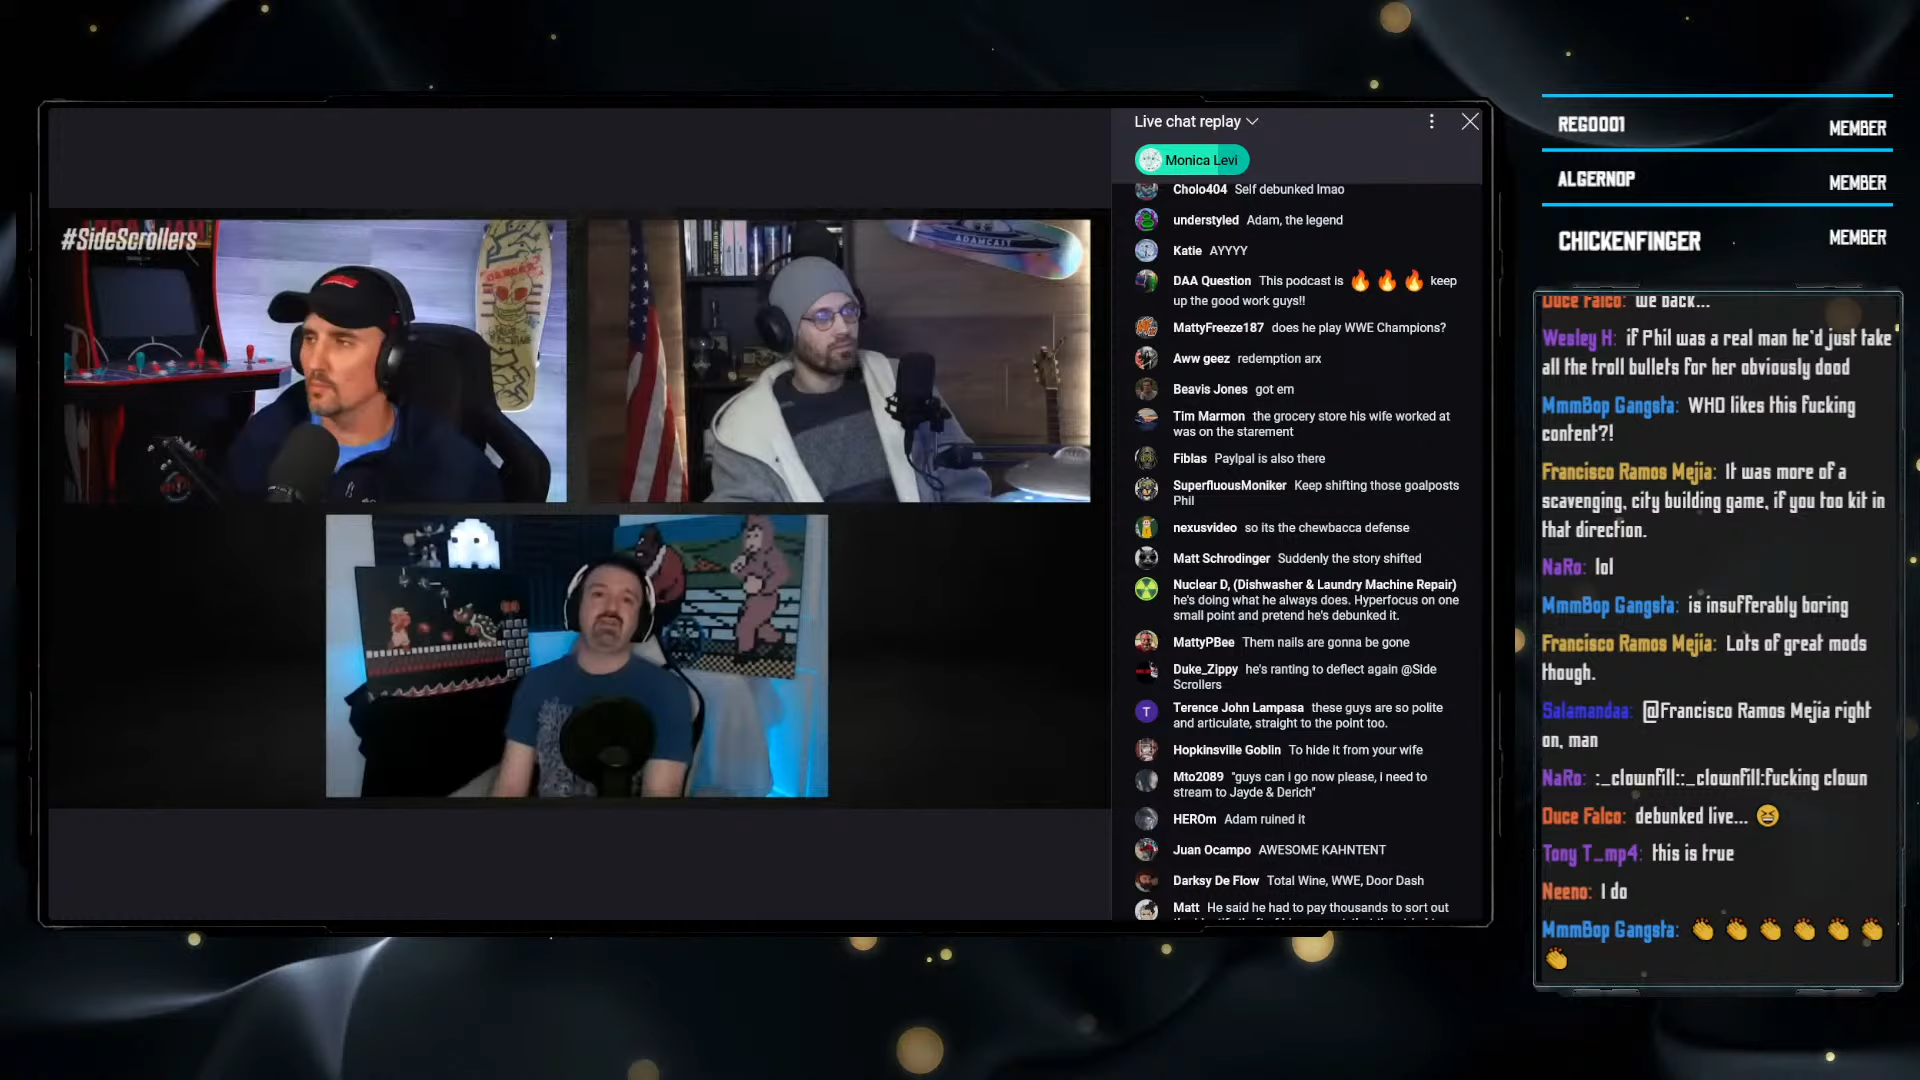 #SideScrollers
ADAMCAST
Live chat replay
Monica Levi
Cholo404 Self debunked lmao
understyled Adam, the legend
Katie AYYYY
DAA Question This podcast is 🔥 🔥 🔥 keep
up the good work guys!!
MattyFreeze187 does he play WWE Champions?
Aww geez redemption arx
Beavis Jones got em
Tim Marmon the grocery store his wife worked at
was on the starement
Fiblas Paylpal is also there
SuperfluousMoniker Keep shifting those goalposts
Phil
nexusvideo so its the chewbacca defense
Matt Schrodinger Suddenly the story shifted
Nuclear D, (Dishwasher & Laundry Machine Repair)
he's doing what he always does. Hyperfocus on one
small point and pretend he's debunked it.
MattyPBee Them nails are gonna be gone
Duke_Zippy he's ranting to deflect again @Side
Scrollers
T
Terence John Lampasa these guys are so polite
and articulate, straight to the point too.
Hopkinsville Goblin To hide it from your wife
Mto2089 "guys can i go now please, i need to
stream to Jayde & Derich"
HEROm Adam ruined it
Juan Ocampo AWESOME KAHNTENT
Darksy De Flow Total Wine, WWE, Door Dash
Matt He said he had to pay thousands to sort out
REG0001 MEMBER
ALGERNOP MEMBER
CHICKENFINGER MEMBER
Duce Falco: we back...
Wesley H: if Phil was a real man he'd just take
all the troll bullets for her obviously dood
MmmBop Gangsta: WHO likes this fucking
content?!
Francisco Ramos Mejia: It was more of a
scavenging, city building game, if you too kit in
that direction.
NaRo: lol
MmmBop Gangsta: is insufferably boring
Francisco Ramos Mejia: Lots of great mods
though.
Salamandaa: @Francisco Ramos Mejia right
on, man
NaRo: :_clownfill::_clownfill:fucking clown
Duce Falco: debunked live... 😆
Tony T_mp4: this is true
Neeno: I do
MmmBop Gangsta: 👏 👏 👏 👏 👏 👏
👏